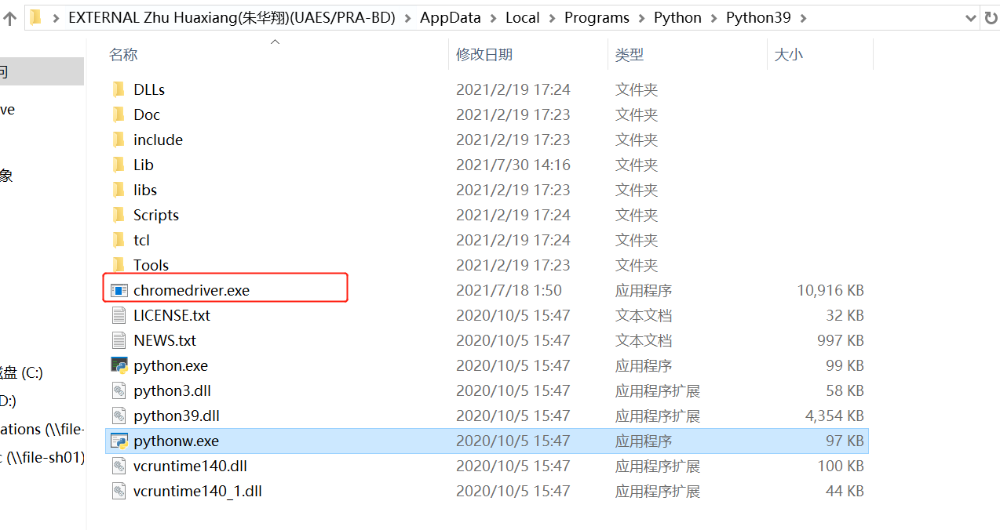 EXTERNAL Zhu Huaxiang(朱华翔)(UAES/PRA-BD) > AppData > Local > Programs > Python > Python39 >
名称 修改日期 类型 大小
问
DLLs 2021/2/19 17:24 文件夹
ve
Doc 2021/2/19 17:23 文件夹
include 2021/2/19 17:23 文件夹
Lib 2021/7/30 14:16 文件夹
象
libs 2021/2/19 17:23 文件夹
Scripts 2021/2/19 17:24 文件夹
tcl 2021/2/19 17:24 文件夹
Tools 2021/2/19 17:23 文件夹
chromedriver.exe 2021/7/18 1:50 应用程序 10,916 KB
LICENSE.txt 2020/10/5 15:47 文本文档 32 KB
NEWS.txt 2020/10/5 15:47 文本文档 997 KB
python.exe 2020/10/5 15:47 应用程序 99 KB
盘 (C:)
python3.dll 2020/10/5 15:47 应用程序扩展 58 KB
D:)
python39.dll 2020/10/5 15:47 应用程序扩展 4,354 KB
ations (\\file-
pythonw.exe 2020/10/5 15:47 应用程序 97 KB
c (\\file-sh01)
vcruntime140.dll 2020/10/5 15:47 应用程序扩展 100 KB
vcruntime140_1.dll 2020/10/5 15:47 应用程序扩展 44 KB